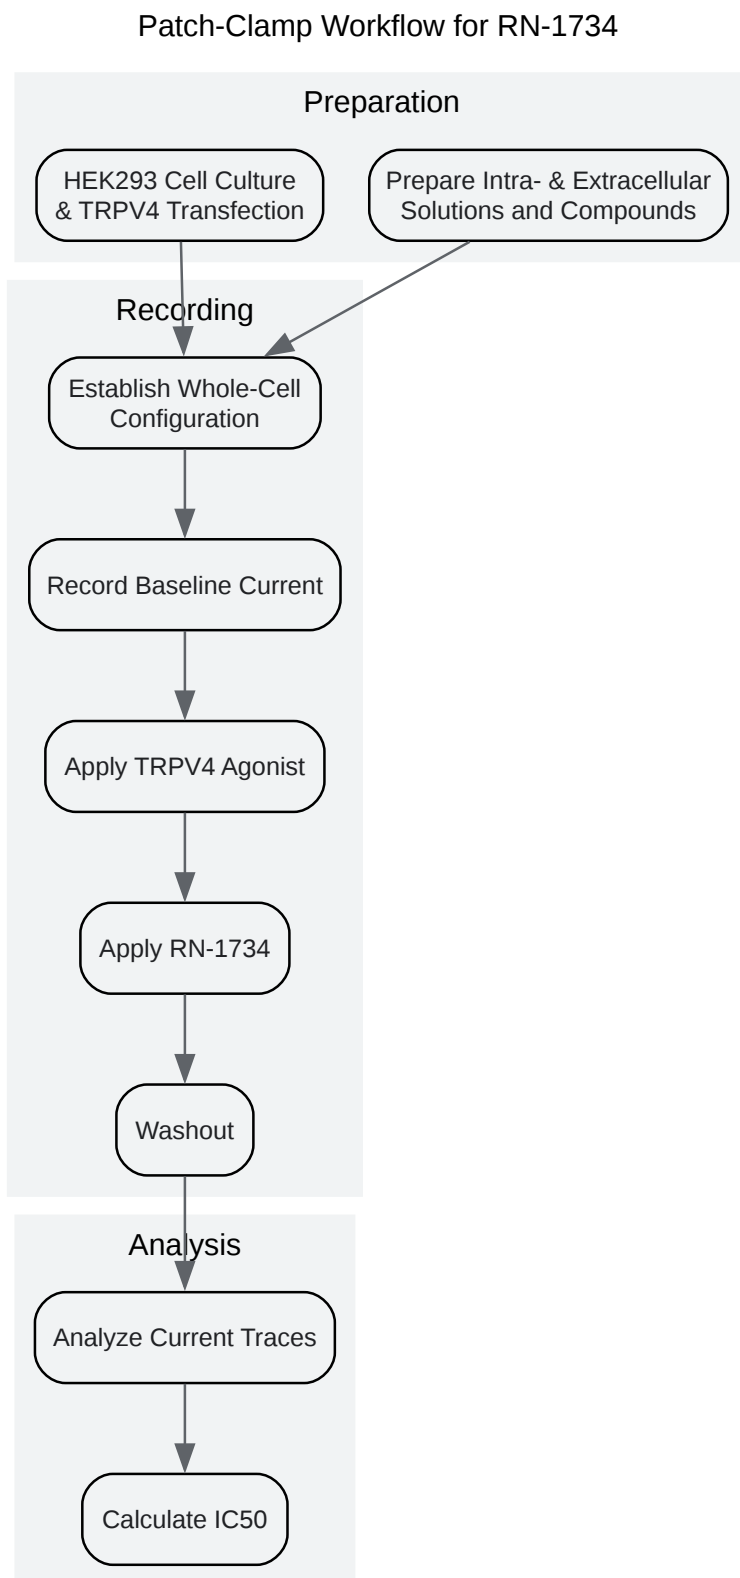 Patch-Clamp Workflow for RN-1734
Preparation
HEK293 Cell Culture
& TRPV4 Transfection
Prepare Intra- & Extracellular
Solutions and Compounds
Recording
Establish Whole-Cell
Configuration
Record Baseline Current
Apply TRPV4 Agonist
Apply RN-1734
Washout
Analysis
Analyze Current Traces
Calculate IC50